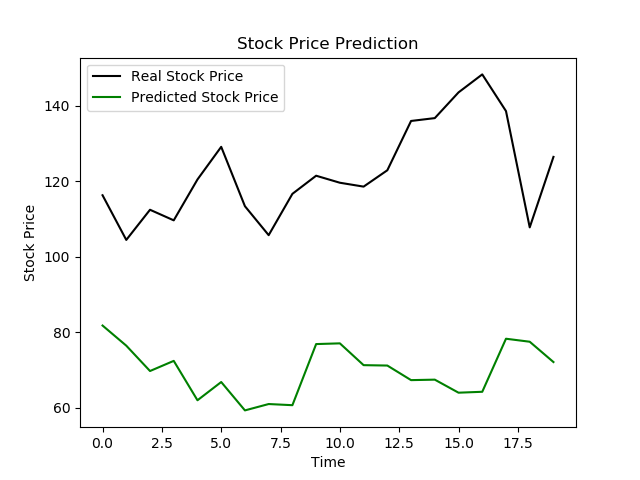 Stock Price Prediction
Real Stock Price
Predicted Stock Price
140
120
100
80
60
Stock Price
0.0 2.5 5.0 7.5 10.0 12.5 15.0 17.5
Time